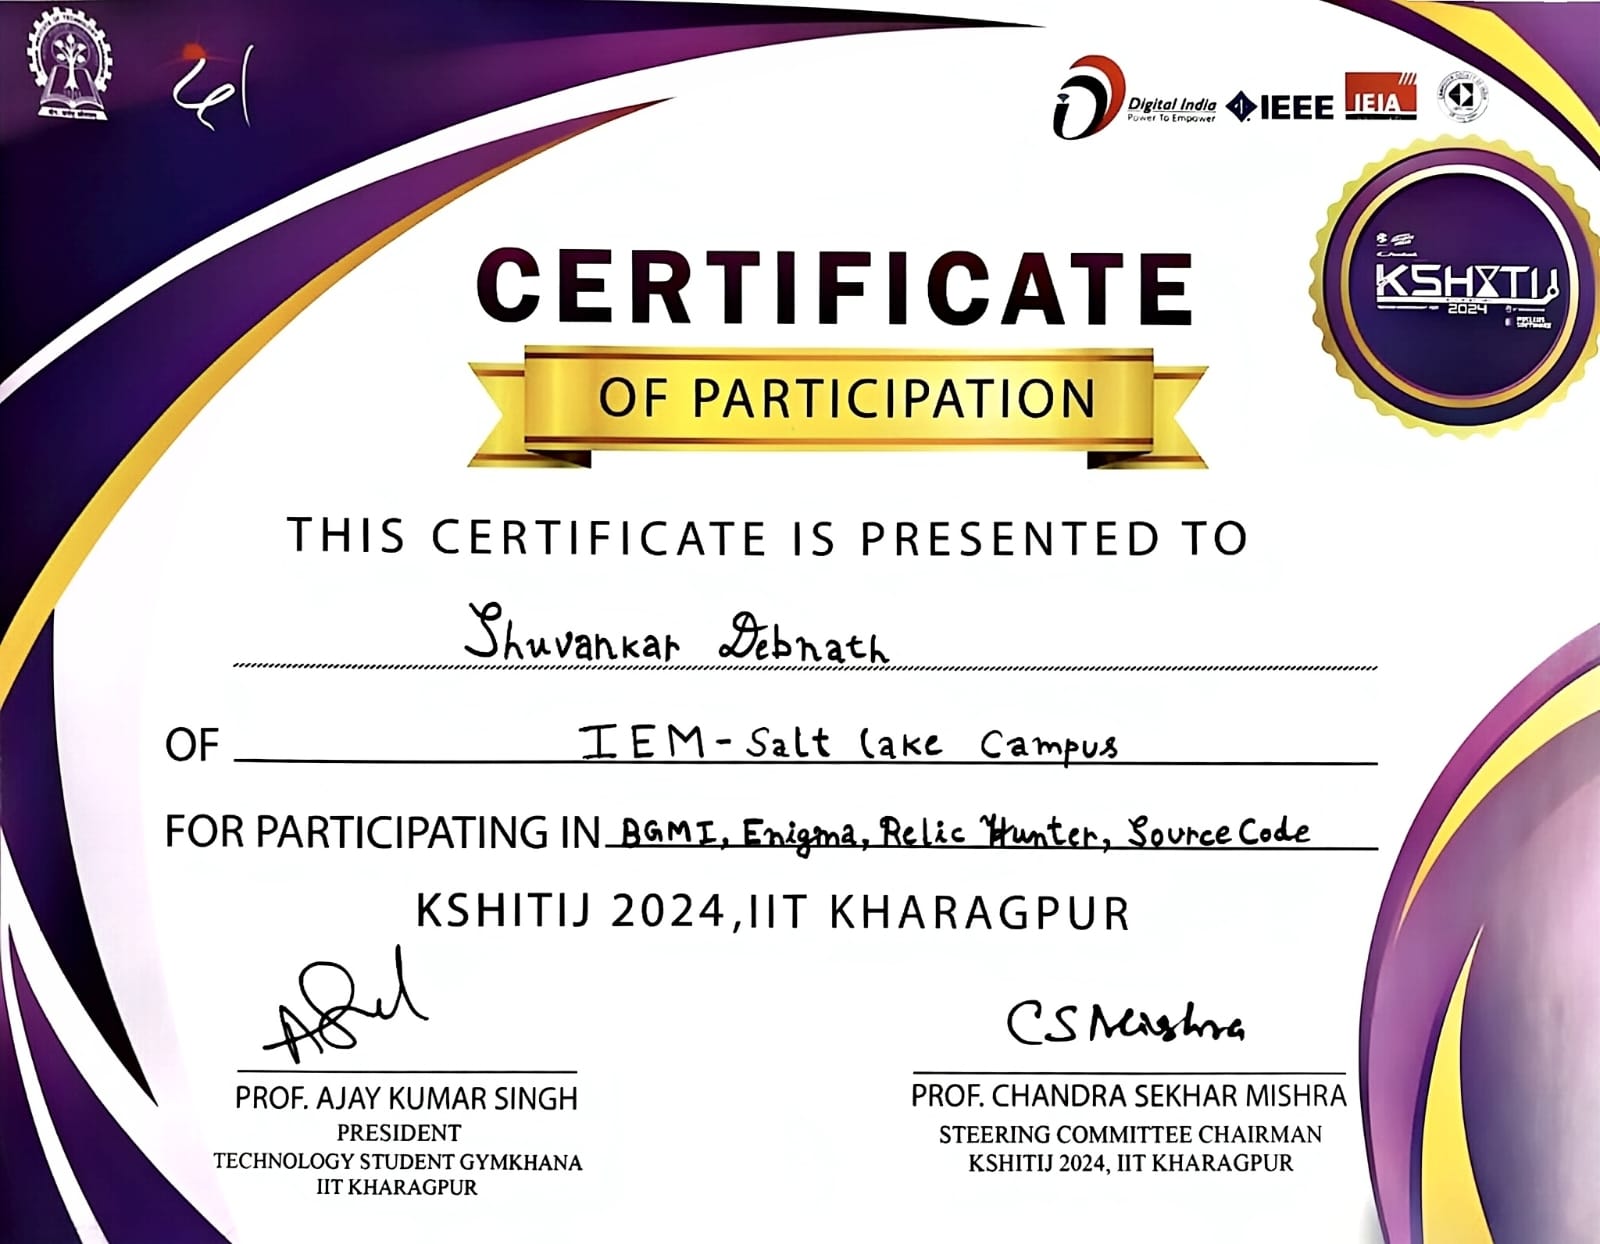 Digital India
Power To Empower
IEEE
IEIA
KSHITIJ
2024
CERTIFICATE
OF PARTICIPATION
THIS CERTIFICATE IS PRESENTED TO
Shuvankar Debnath
OF IEM-Salt Lake Campus
FOR PARTICIPATING IN BGMI, Enigma, Relic Hunter, Source Code
KSHITIJ 2024,IIT KHARAGPUR
CSMishra
PROF. AJAY KUMAR SINGH
PRESIDENT
TECHNOLOGY STUDENT GYMKHANA
IIT KHARAGPUR
PROF. CHANDRA SEKHAR MISHRA
STEERING COMMITTEE CHAIRMAN
KSHITIJ 2024, IIT KHARAGPUR